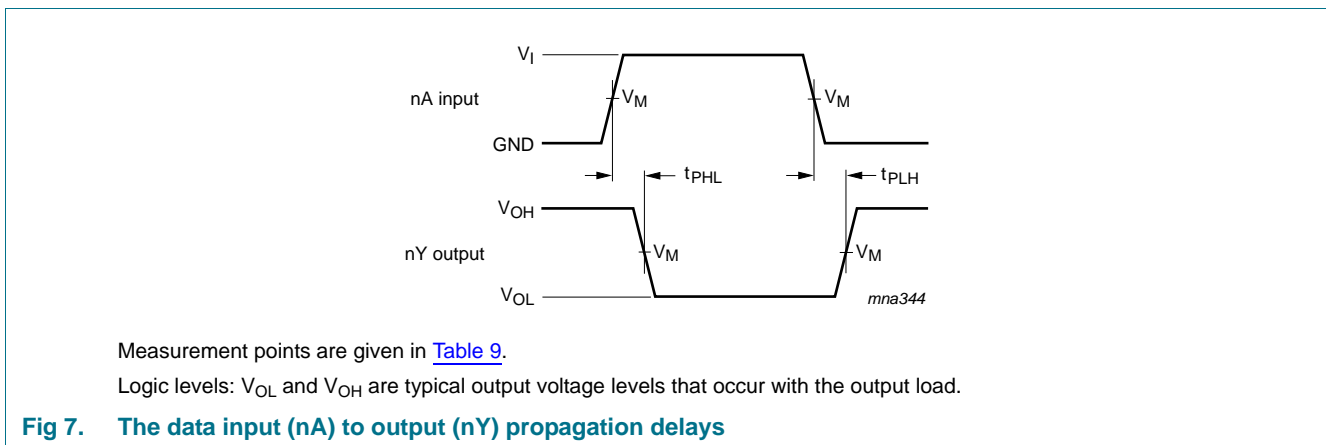 VI
nA input
VM
VM
GND
tPHL
tPLH
VOH
nY output
VM
VM
VOL
mna344
Measurement points are given in Table 9.
Logic levels: VOL and VOH are typical output voltage levels that occur with the output load.
Fig 7. The data input (nA) to output (nY) propagation delays